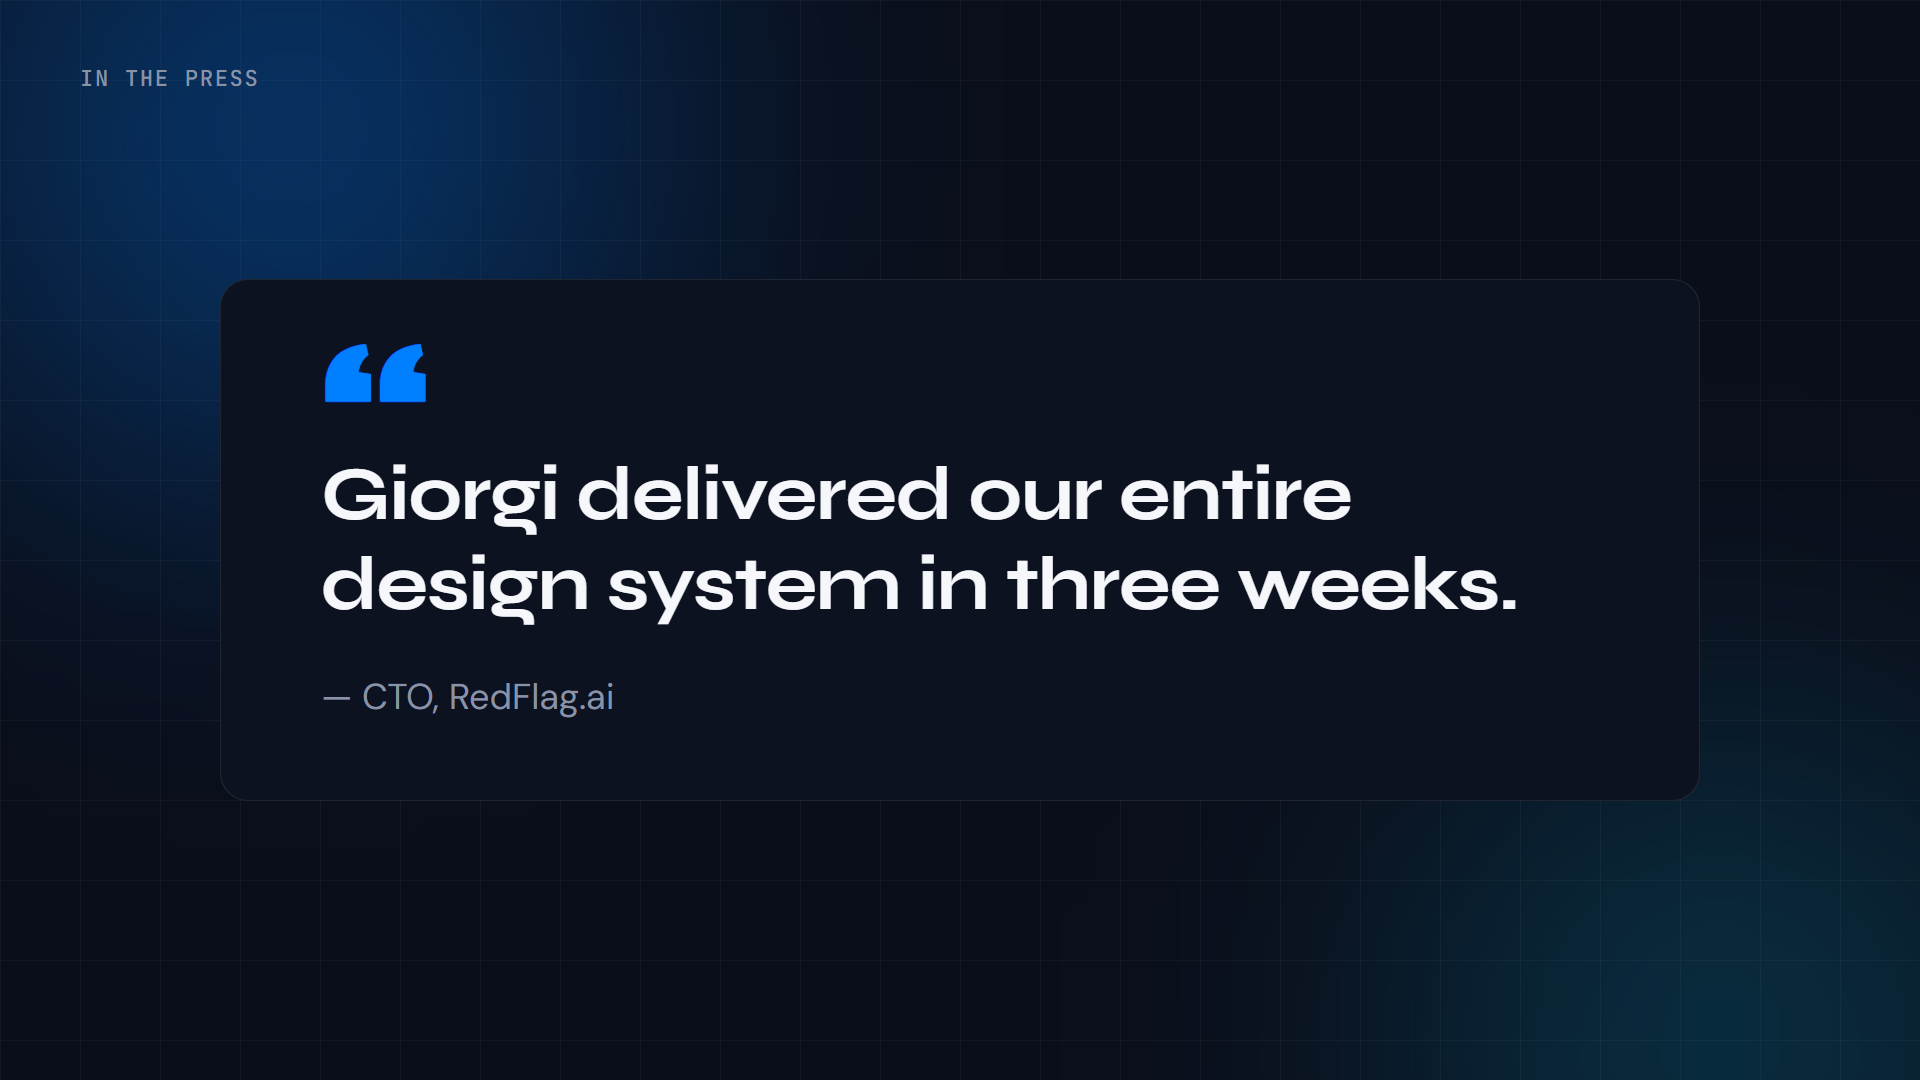 IN THE PRESS
“
Giorgi delivered our entire
design system in three weeks.
— CTO, RedFlag.ai